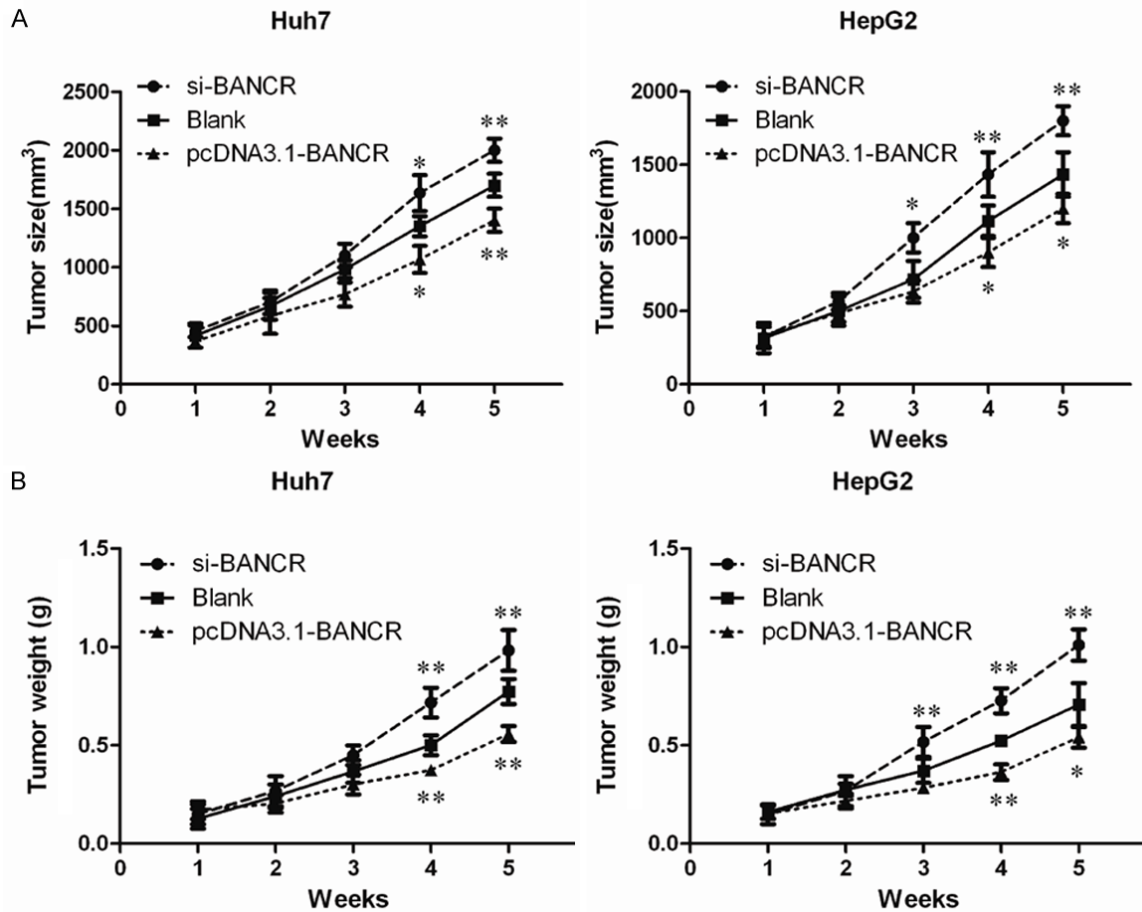 A
Huh7
si-BANCR
Blank
pcDNA3.1-BANCR
Tumor size(mm³)
2500
2000
1500
1000
500
0
**
*
*
**
0 1 2 3 4 5
Weeks
HepG2
si-BANCR
Blank
pcDNA3.1-BANCR
Tumor size(mm³)
2000
1500
1000
500
0
**
**
*
*
*
0 1 2 3 4 5
Weeks
B
Huh7
si-BANCR
Blank
pcDNA3.1-BANCR
Tumor weight (g)
1.5
1.0
0.5
0.0
**
**
**
**
0 1 2 3 4 5
Weeks
HepG2
si-BANCR
Blank
pcDNA3.1-BANCR
Tumor weight (g)
1.5
1.0
0.5
0.0
**
**
**
*
**
0 1 2 3 4 5
Weeks